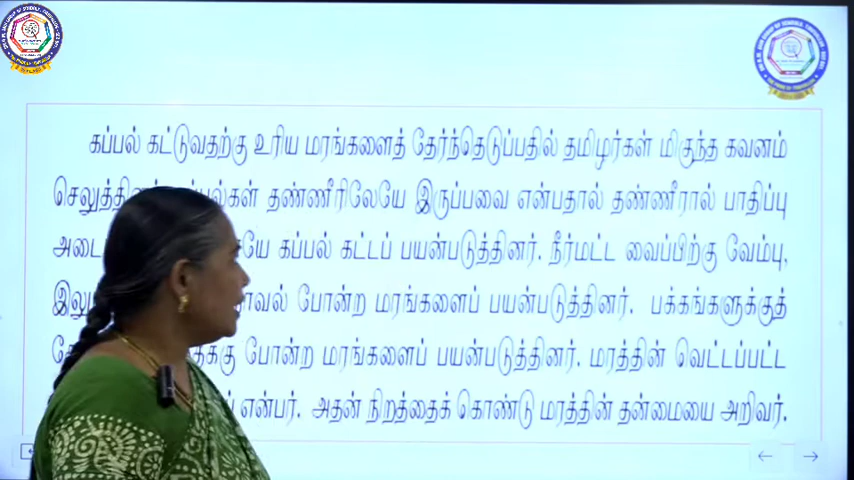 கப்பல் கட்டுவதற்கு உரிய மரங்களைத் தேர்ந்தெடுப்பதில் தமிழர்கள் மிகுந்த கவனம்
தண்ணீரிலேயே இருப்பவை என்பதால் தண்ணீரால் பாதிப்பு
கப்பல் கட்டப் பயன்படுத்தினர். நீர்மட்ட வைப்பிற்கு வேம்பு,
போன்ற மரங்களைப் பயன்படுத்தினர். பக்கங்களுக்குத்
போன்ற மரங்களைப் பயன்படுத்தினர். மரத்தின் வெட்டப்பட்ட
என்பர். அதன் நிறத்தைக் கொண்டு மரத்தின் தன்மையை அறிவர்.